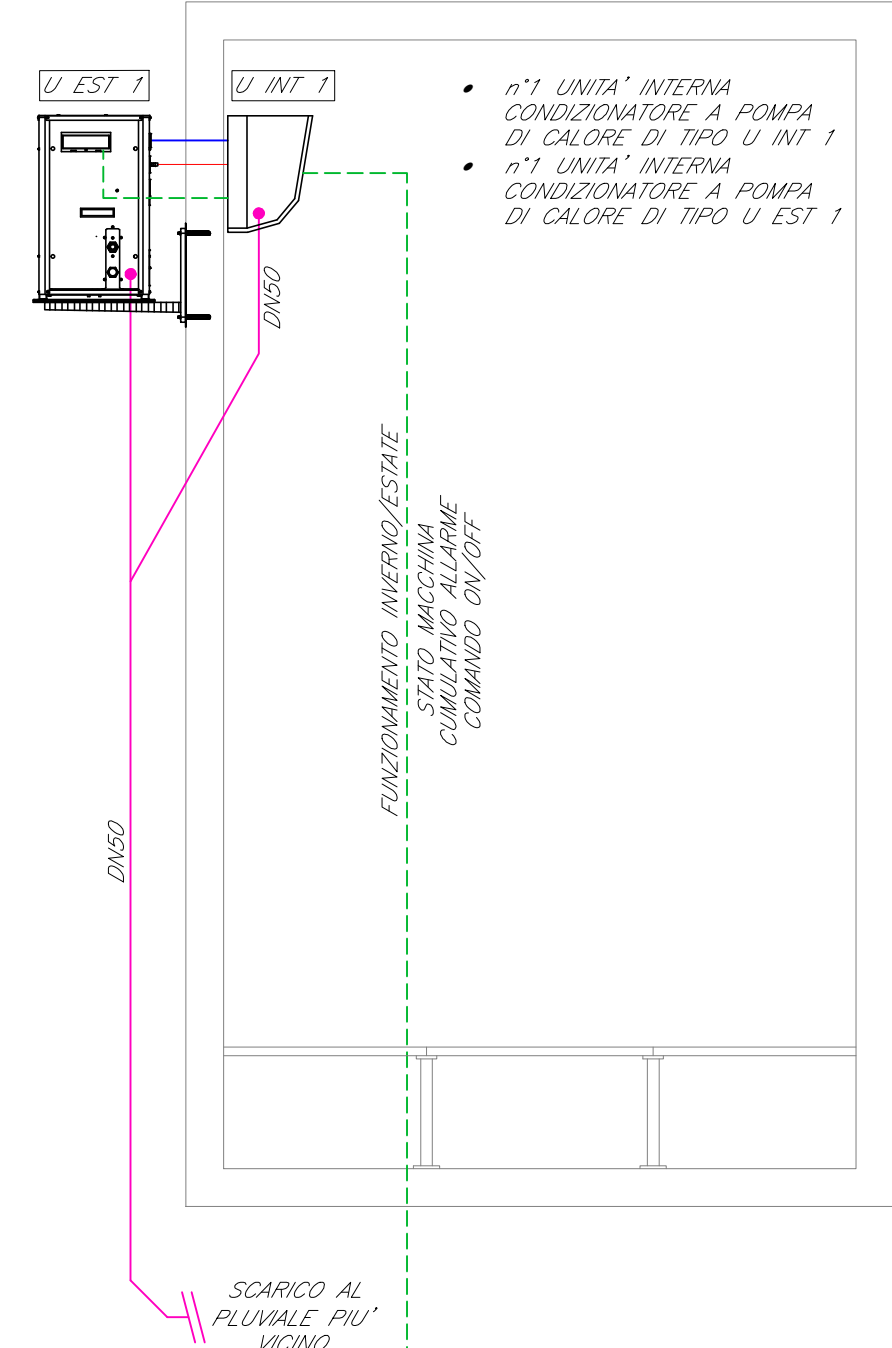 U EST 1
U INT 1
• n°1 UNITA' INTERNA
CONDIZIONATORE A POMPA
DI CALORE DI TIPO U INT 1
• n°1 UNITA' INTERNA
CONDIZIONATORE A POMPA
DI CALORE DI TIPO U EST 1
DN50
FUNZIONAMENTO INVERNO/ESTATE
STATO MACCHINA
CUMULATIVO ALLARME
COMANDO ON/OFF
DN50
SCARICO AL
PLUVIALE PIU'
VICINO